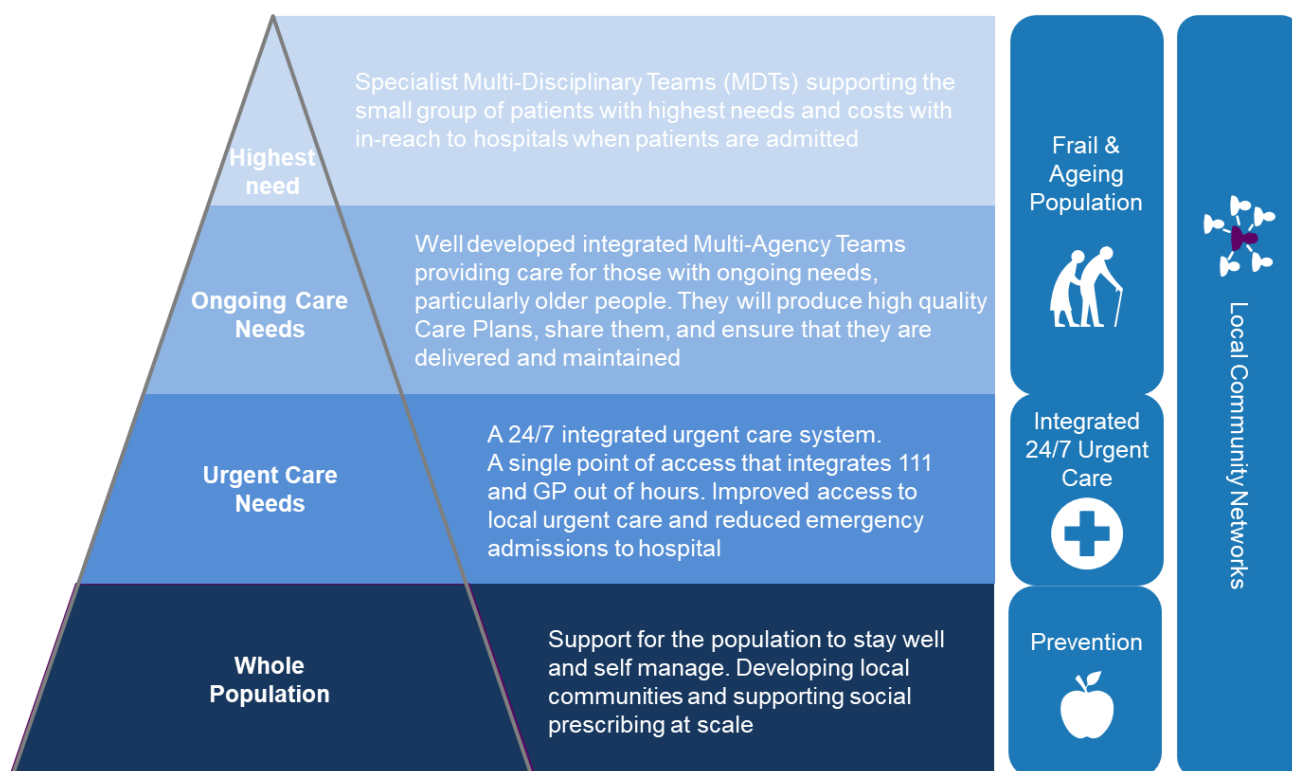 Specialist Multi-Disciplinary Teams (MDTs) supporting the
small group of patients with highest needs and costs with
in-reach to hospitals when patients are admitted
Highest
need
Well developed integrated Multi-Agency Teams
providing care for those with ongoing needs,
particularly older people. They will produce high quality
Care Plans, share them, and ensure that they are
delivered and maintained
Ongoing Care
Needs
A 24/7 integrated urgent care system.
A single point of access that integrates 111
and GP out of hours. Improved access to
local urgent care and reduced emergency
admissions to hospital
Urgent Care
Needs
Support for the population to stay well
and self manage. Developing local
communities and supporting social
prescribing at scale
Whole
Population
Frail &
Ageing
Population
Integrated
24/7 Urgent
Care
Prevention
Local Community Networks